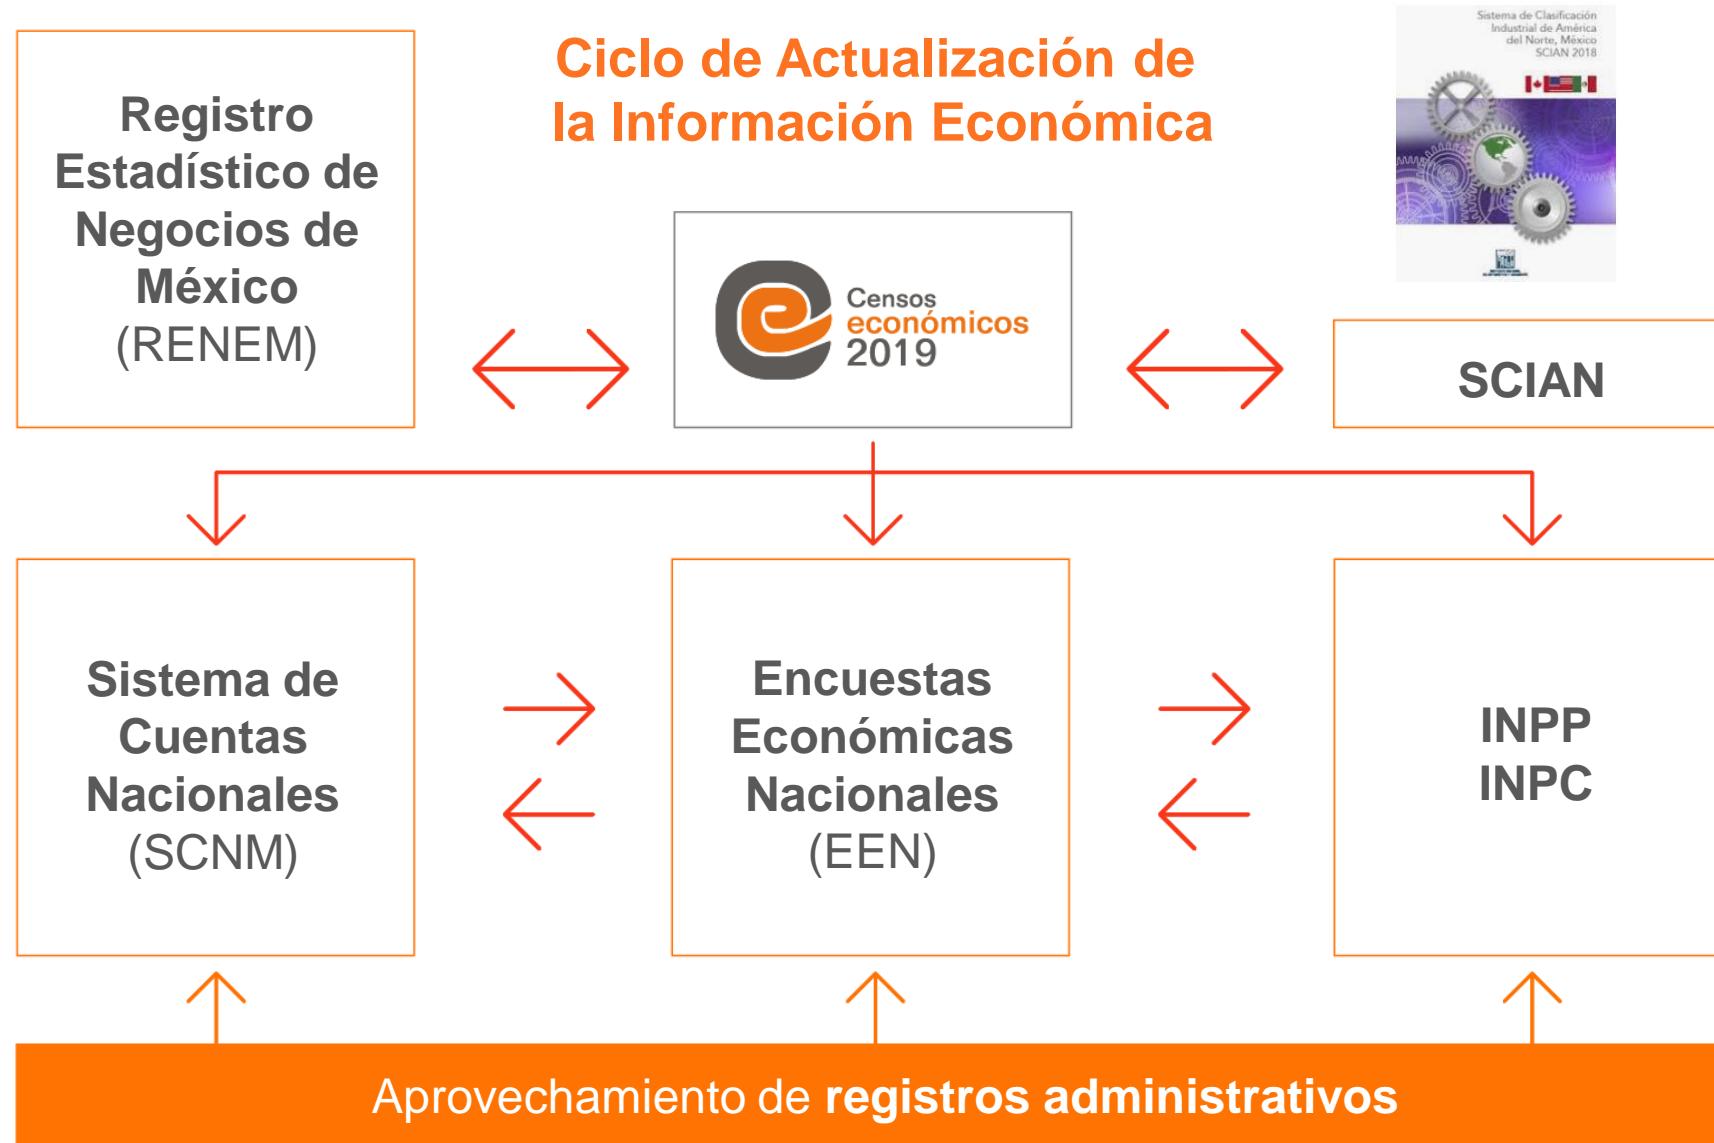 Ciclo de Actualización de
la Información Económica
Sistema de Clasificación
Industrial de América
del Norte, México
SCIAN 2018
Registro
Estadístico de
Negocios de
México
(RENEM)
Censos
económicos
2019
SCIAN
Sistema de
Cuentas
Nacionales
(SCNM)
Encuestas
Económicas
Nacionales
(EEN)
INPP
INPC
Aprovechamiento de registros administrativos